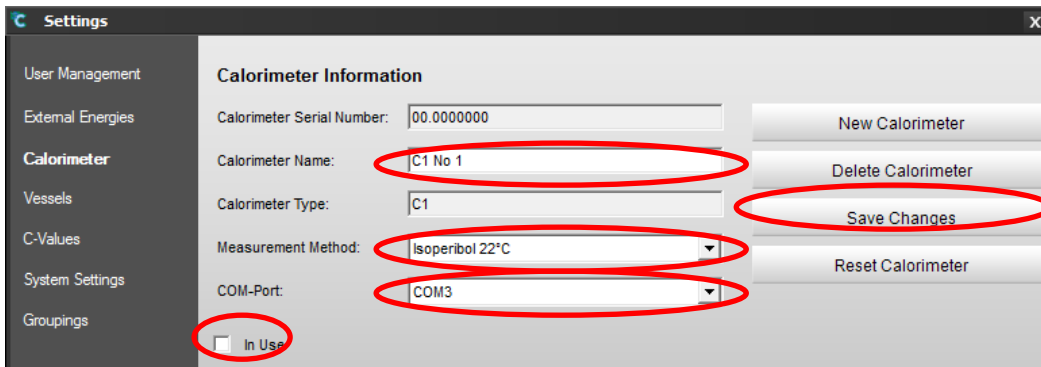 C Settings X
User Management
External Energies
Calorimeter
Vessels
C-Values
System Settings
Groupings
Calorimeter Information
Calorimeter Serial Number: 00.0000000
Calorimeter Name: C1 No 1
Calorimeter Type: C1
Measurement Method: Isoperibol 22°C
COM-Port: COM3
In Use
New Calorimeter
Delete Calorimeter
Save Changes
Reset Calorimeter